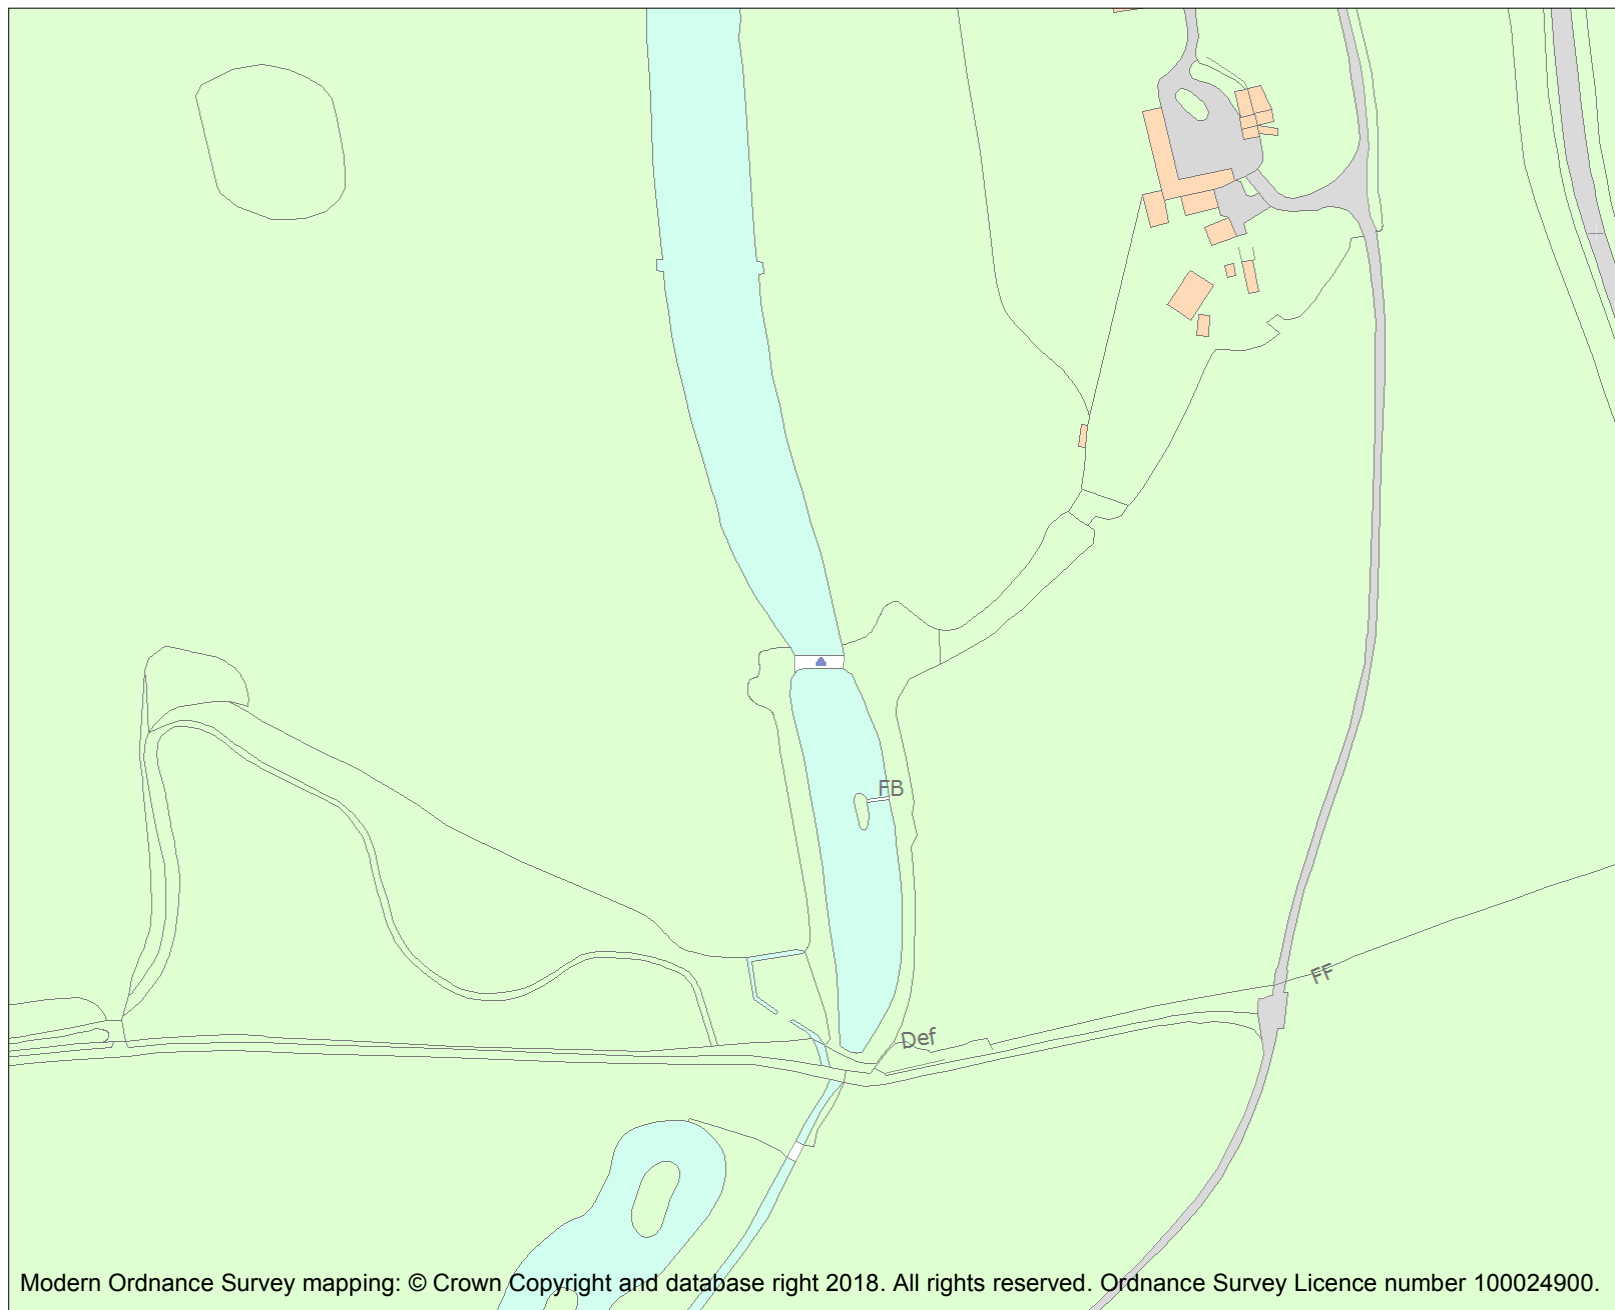 FB
FF
Def
Modern Ordnance Survey mapping: © Crown Copyright and database right 2018. All rights reserved. Ordnance Survey Licence number 100024900.